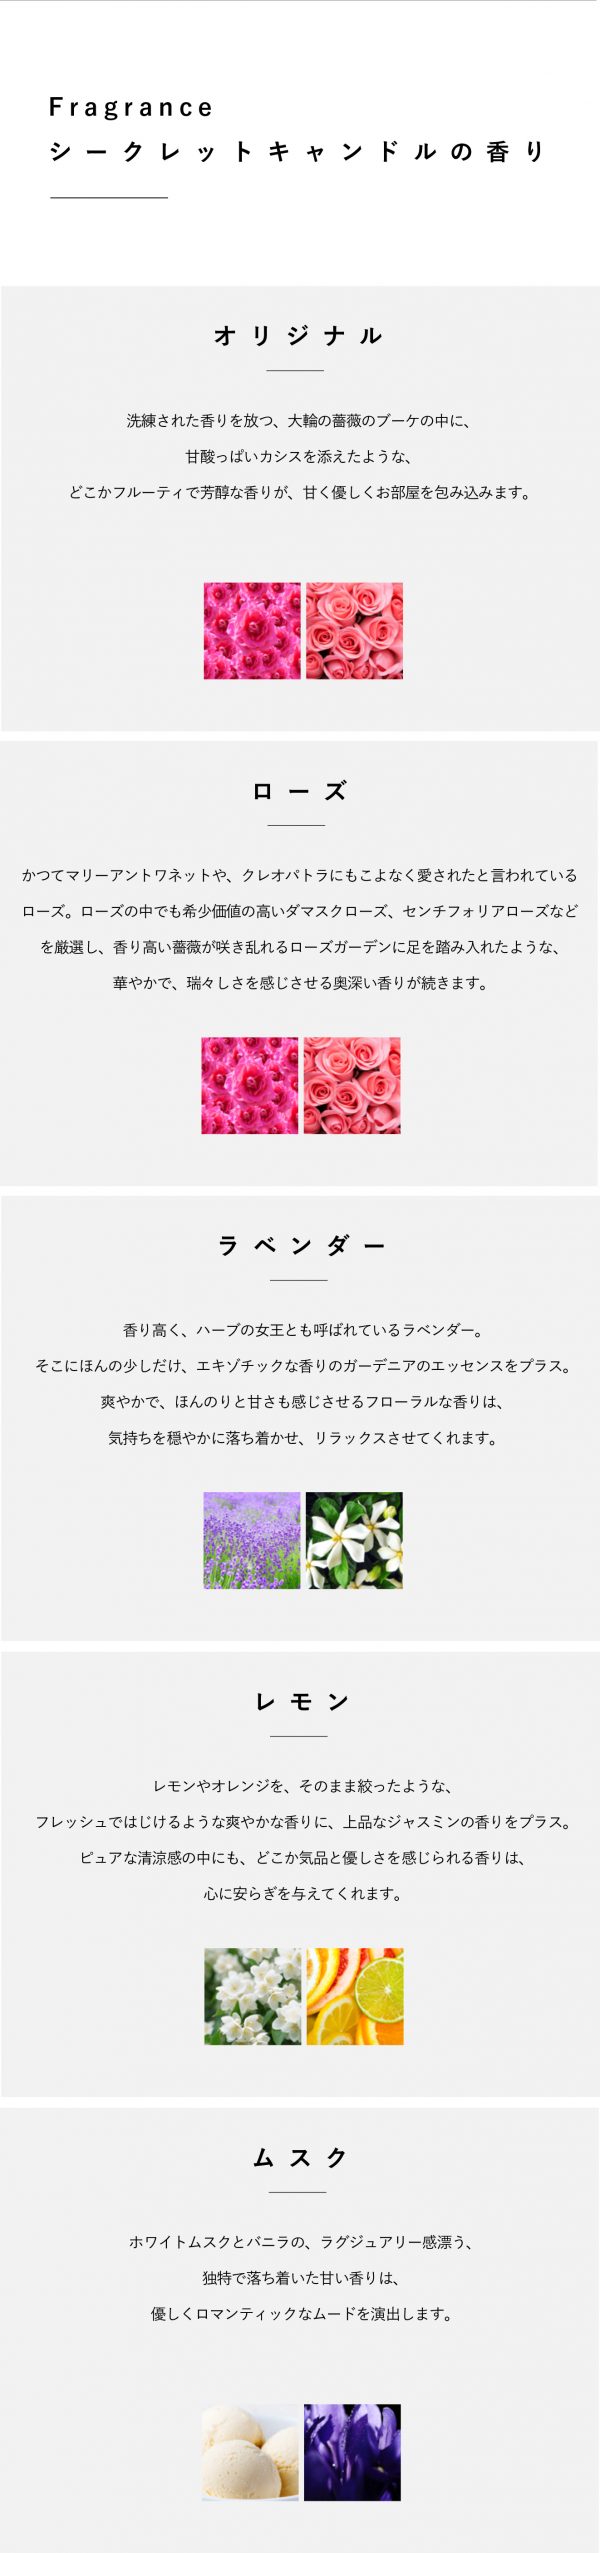 Fragrance
シークレットキャンドルの香り
オリジナル
洗練された香りを放つ、大輪の薔薇のブーケの中に、
甘酸っぱいカシスを添えたような、
どこかフルーティで芳醇な香りが、甘く優しくお部屋を包み込みます。
ローズ
かつてマリーアントワネットや、クレオパトラにもこよなく愛されたと言われている
ローズ。ローズの中でも希少価値の高いダマスクローズ、センチフォリアローズなど
を厳選し、香り高い薔薇が咲き乱れるローズガーデンに足を踏み入れたような、
華やかで、瑞々しさを感じさせる奥深い香りが続きます。
ラベンダー
香り高く、ハーブの女王とも呼ばれているラベンダー。
そこにほんの少しだけ、エキゾチックな香りのガーデニアのエッセンスをプラス。
爽やかで、ほんのりと甘さも感じさせるフローラルな香りは、
気持ちを穏やかに落ち着かせ、リラックスさせてくれます。
レモン
レモンやオレンジを、そのまま絞ったような、
フレッシュではじけるような爽やかな香りに、上品なジャスミンの香りをプラス。
ピュアな清涼感の中にも、どこか気品と優しさを感じられる香りは、
心に安らぎを与えてくれます。
ムスク
ホワイトムスクとバニラの、ラグジュアリー感漂う、
独特で落ち着いた甘い香りは、
優しくロマンティックなムードを演出します。